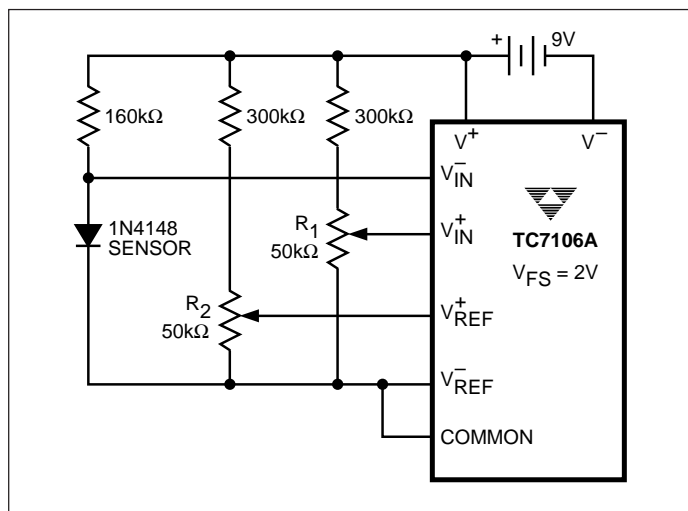 + 9V
160kΩ 300kΩ 300kΩ
V+ V–
V–IN
1N4148
SENSOR
R1
50kΩ
V+IN
TC7106A
VFS = 2V
R2
50kΩ
V+REF
V–REF
COMMON